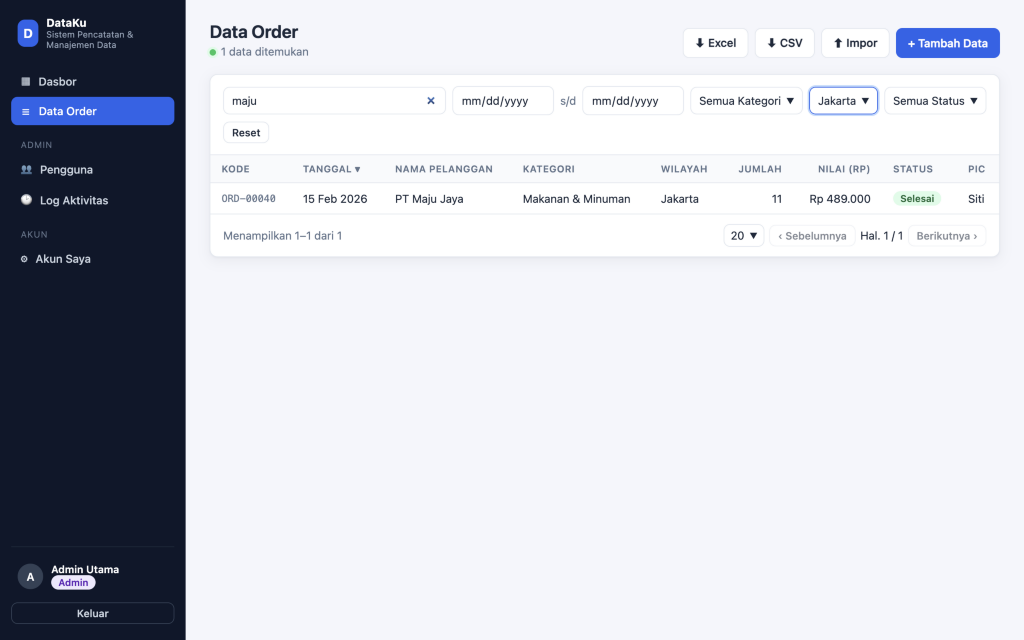 D
DataKu
Sistem Pencatatan &
Manajemen Data
Dasbor
Data Order
ADMIN
Pengguna
Log Aktivitas
AKUN
Akun Saya
A
Admin Utama
Admin
Keluar
Data Order
1 data ditemukan
⬇ Excel
⬇ CSV
⬆ Impor
+ Tambah Data
maju ✕
mm/dd/yyyy s/d mm/dd/yyyy
Semua Kategori ▼
Jakarta ▼
Semua Status ▼
Reset
KODE TANGGAL ▼ NAMA PELANGGAN KATEGORI WILAYAH JUMLAH NILAI (RP) STATUS PIC
ORD-00040 15 Feb 2026 PT Maju Jaya Makanan & Minuman Jakarta 11 Rp 489.000 Selesai Siti
Menampilkan 1–1 dari 1
20 ▼ ‹ Sebelumnya Hal. 1 / 1 Berikutnya ›